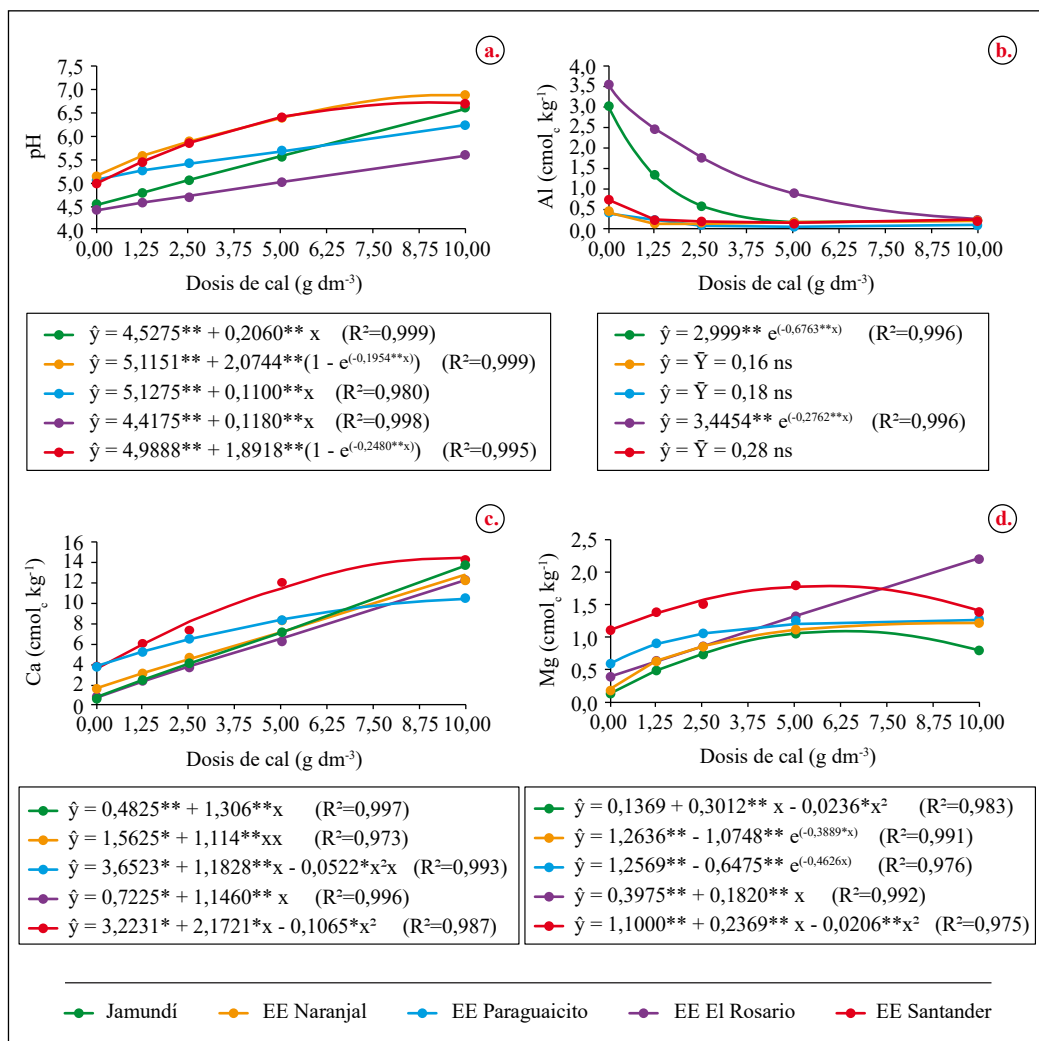 a.
7,5
7,0
6,5
6,0
5,5
5,0
4,5
4,0
pH
0,00 1,25 2,50 3,75 5,00 6,25 7,50 8,75 10,00
Dosis de cal (g dm⁻³)
ŷ = 4,5275** + 0,2060** x (R²=0,999)
ŷ = 5,1151** + 2,0744**(1 - e^(-0,1954**x)) (R²=0,999)
ŷ = 5,1275** + 0,1100**x (R²=0,980)
ŷ = 4,4175** + 0,1180**x (R²=0,998)
ŷ = 4,9888** + 1,8918**(1 - e^(-0,2480**x)) (R²=0,995)
b.
4,0
3,5
3,0
2,5
2,0
1,5
1,0
0,5
0,0
Al (cmol_c kg⁻¹)
0,00 1,25 2,50 3,75 5,00 6,25 7,50 8,75 10,00
Dosis de cal (g dm⁻³)
ŷ = 2,999** e^(-0,6763**x) (R²=0,996)
ŷ = Ȳ = 0,16 ns
ŷ = Ȳ = 0,18 ns
ŷ = 3,4454** e^(-0,2762**x) (R²=0,996)
ŷ = Ȳ = 0,28 ns
c.
16
14
12
10
8
6
4
2
0
Ca (cmol_c kg⁻¹)
0,00 1,25 2,50 3,75 5,00 6,25 7,50 8,75 10,00
Dosis de cal (g dm⁻³)
ŷ = 0,4825** + 1,306**x (R²=0,997)
ŷ = 1,5625* + 1,114**xx (R²=0,973)
ŷ = 3,6523* + 1,1828**x - 0,0522*x²x (R²=0,993)
ŷ = 0,7225* + 1,1460** x (R²=0,996)
ŷ = 3,2231* + 2,1721*x - 0,1065*x² (R²=0,987)
d.
2,5
2,0
1,5
1,0
0,5
0,0
Mg (cmol_c kg⁻¹)
0,00 1,25 2,50 3,75 5,00 6,25 7,50 8,75 10,00
Dosis de cal (g dm⁻³)
ŷ = 0,1369 + 0,3012** x - 0,0236*x² (R²=0,983)
ŷ = 1,2636** - 1,0748** e^(-0,3889*x) (R²=0,991)
ŷ = 1,2569** - 0,6475** e^(-0,4626x) (R²=0,976)
ŷ = 0,3975** + 0,1820** x (R²=0,992)
ŷ = 1,1000** + 0,2369** x - 0,0206**x² (R²=0,975)
Jamundí EE Naranjal EE Paraguaicito EE El Rosario EE Santander